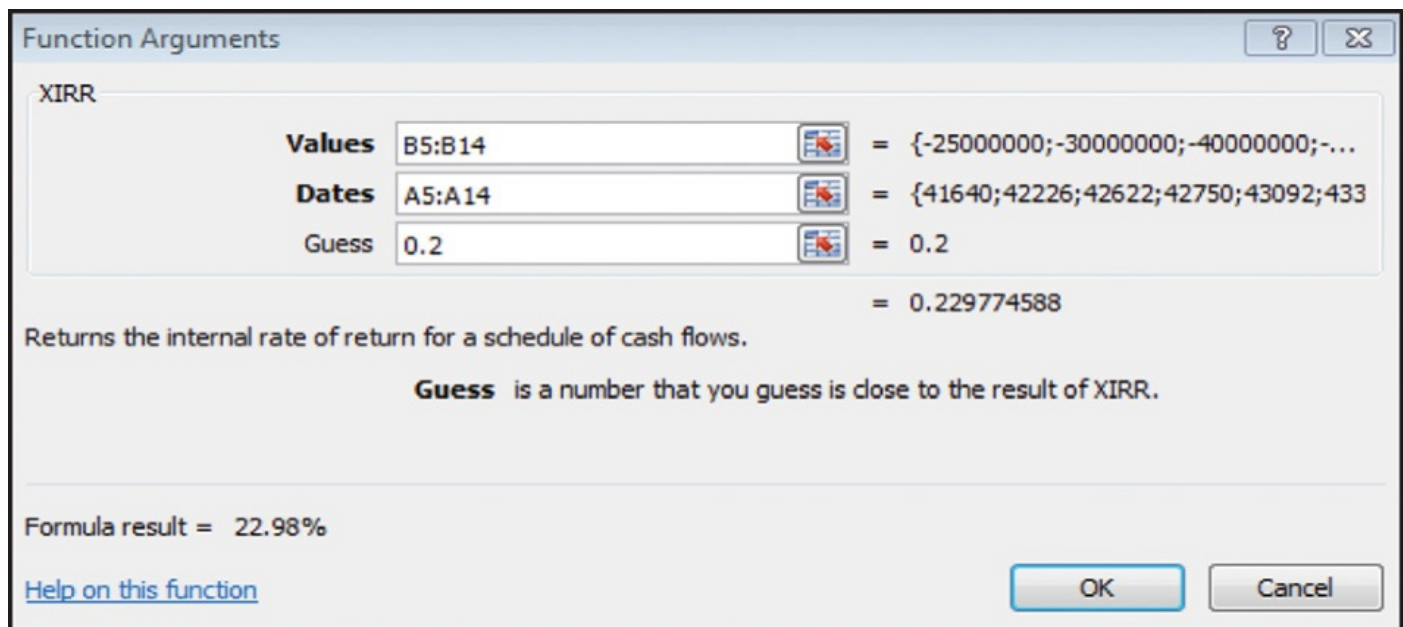 Function Arguments
XIRR
Values B5:B14 = {-25000000;-30000000;-40000000;-...
Dates A5:A14 = {41640;42226;42622;42750;43092;433
Guess 0.2 = 0.2
= 0.229774588
Returns the internal rate of return for a schedule of cash flows.
Guess is a number that you guess is close to the result of XIRR.
Formula result = 22.98%
Help on this function OK Cancel